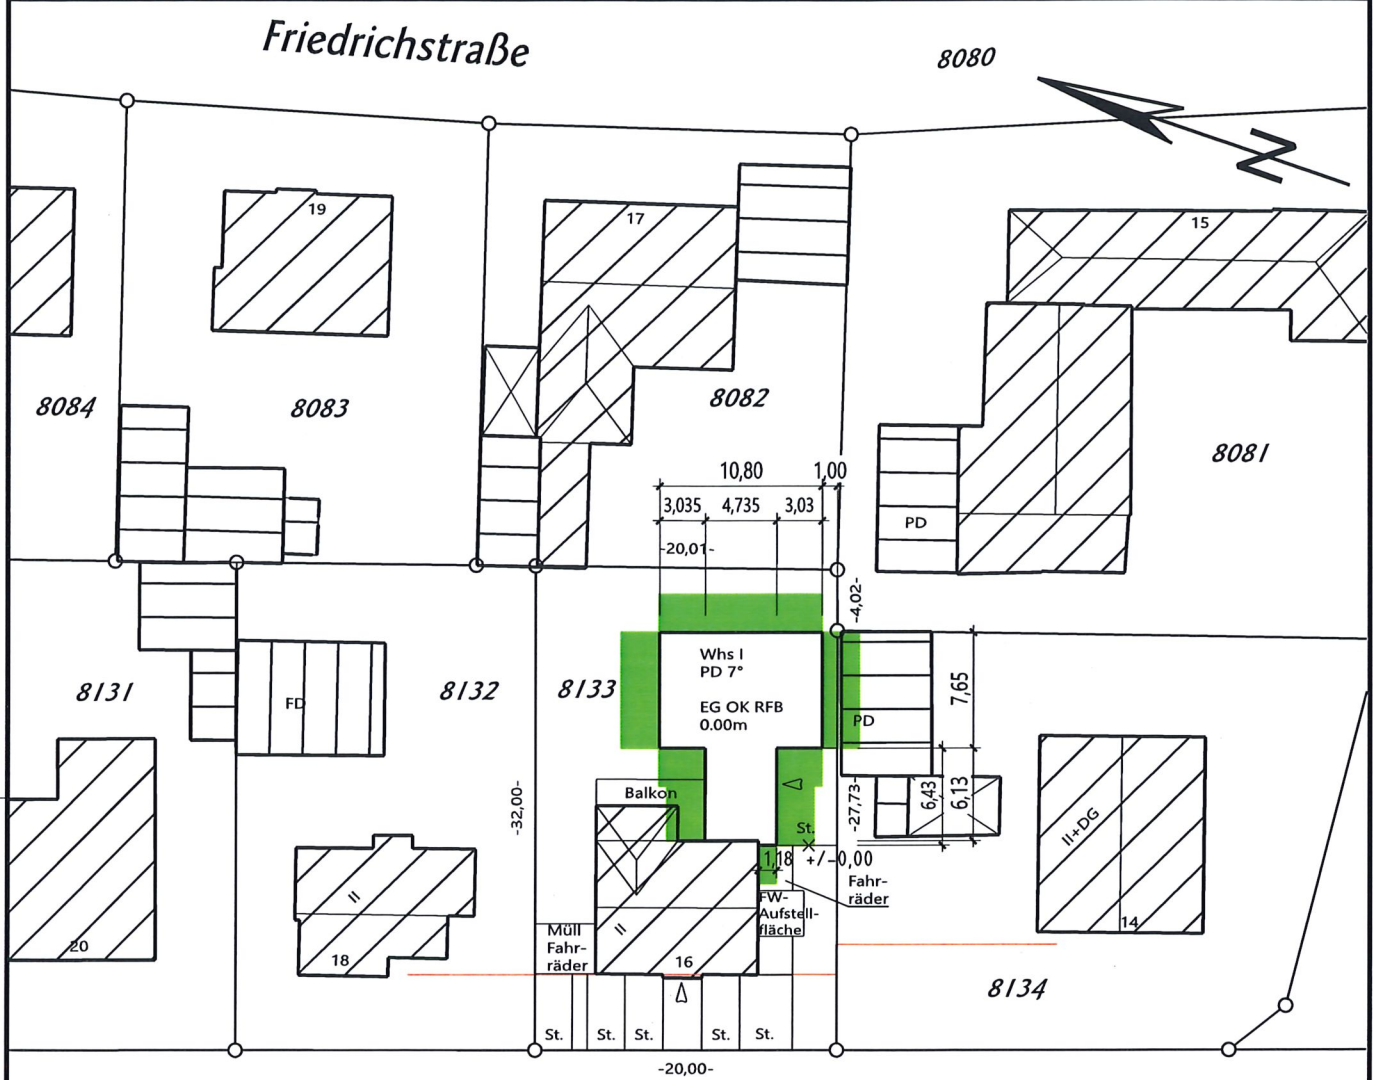 Friedrichstraße
8080
N
19
17
15
8084
8083
8082
8081
10,80
1,00
3,035
4,735
3,03
-20,01-
PD
-4,02-
Whs I
PD 7°
EG OK RFB
0.00m
8131
FD
8132
8133
PD
7,65
Balkon
-32,00-
St.
-27,73-
6,43
6,13
II+DG
1,18
+/-0,00
Fahr-
räder
FW-
Aufstell-
fläche
II
II
Müll
Fahr-
räder
20
18
16
14
8134
St.
St.
St.
St.
St.
-20,00-